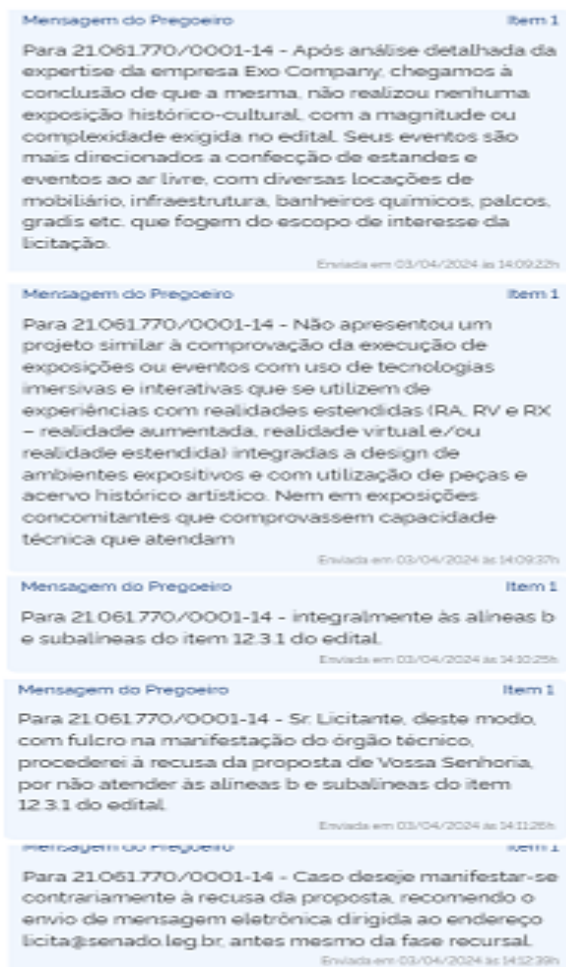 Mensagem do Pregoeiro Item 1
Para 21.061.770/0001-14 - Após análise detalhada da
expertise da empresa Exo Company, chegamos à
conclusão de que a mesma, não realizou nenhuma
exposição histórico-cultural, com a magnitude ou
complexidade exigida no edital. Seus eventos são
mais direcionados a confecção de estandes e
eventos ao ar livre, com diversas locações de
mobiliário, infraestrutura, banheiros químicos, palcos,
gradis etc. que fogem do escopo de interesse da
licitação.
Enviada em 03/04/2024 às 14:09:22h
Mensagem do Pregoeiro Item 1
Para 21.061.770/0001-14 - Não apresentou um
projeto similar à comprovação da execução de
exposições ou eventos com uso de tecnologias
imersivas e interativas que se utilizem de
experiências com realidades estendidas (RA, RV e RX
– realidade aumentada, realidade virtual e/ou
realidade estendida) integradas a design de
ambientes expositivos e com utilização de peças e
acervo histórico artístico. Nem em exposições
concomitantes que comprovassem capacidade
técnica que atendam
Enviada em 03/04/2024 às 14:09:37h
Mensagem do Pregoeiro Item 1
Para 21.061.770/0001-14 - integralmente às alíneas b
e subalíneas do item 12.3.1 do edital.
Enviada em 03/04/2024 às 14:10:25h
Mensagem do Pregoeiro Item 1
Para 21.061.770/0001-14 - Sr. Licitante, deste modo,
com fulcro na manifestação do órgão técnico,
procederei à recusa da proposta de Vossa Senhoria,
por não atender às alíneas b e subalíneas do item
12.3.1 do edital.
Enviada em 03/04/2024 às 14:11:26h
Mensagem do Pregoeiro Item 1
Para 21.061.770/0001-14 - Caso deseje manifestar-se
contrariamente à recusa da proposta, recomendo o
envio de mensagem eletrônica dirigida ao endereço
licita@senado.leg.br, antes mesmo da fase recursal.
Enviada em 03/04/2024 às 14:12:39h